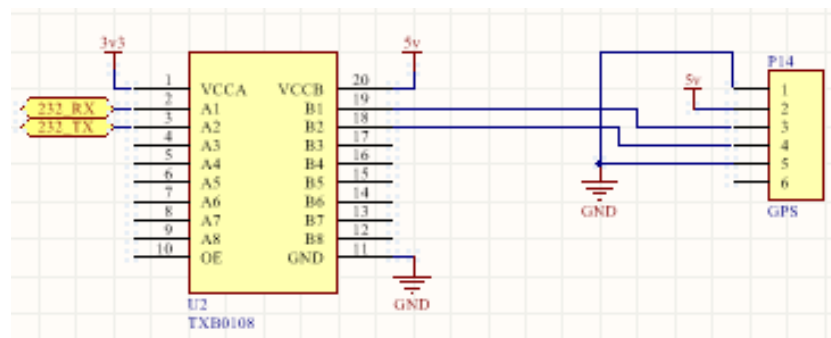 3v3
5v
1 VCCA VCCB 20
232_RX 2 A1 B1 19
232_TX 3 A2 B2 18
4 A3 B3 17
5 A4 B4 16
6 A5 B5 15
7 A6 B6 14
8 A7 B7 13
9 A8 B8 12
10 OE GND 11
GND
U2
TXB0108
P14
5v
1
2
3
4
5
6
GND
GPS